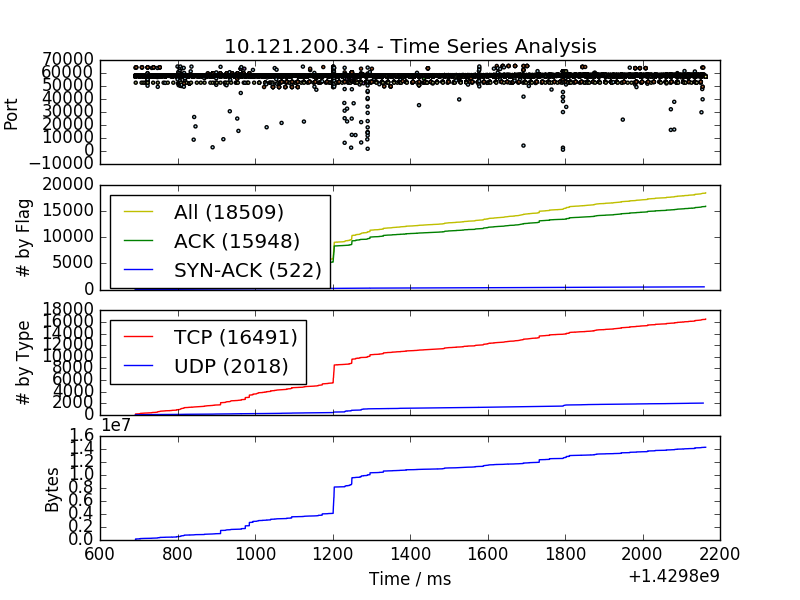 10.121.200.34 - Time Series Analysis
70000
60000
50000
40000
30000
20000
10000
0
−10000
Port
20000
15000
10000
5000
0
# by Flag
All (18509)
ACK (15948)
SYN-ACK (522)
18000
16000
14000
12000
10000
8000
6000
4000
2000
0
# by Type
TCP (16491)
UDP (2018)
1e7
1.6
1.4
1.2
1.0
0.8
0.6
0.4
0.2
0.0
Bytes
600 800 1000 1200 1400 1600 1800 2000 2200
Time / ms
+1.4298e9